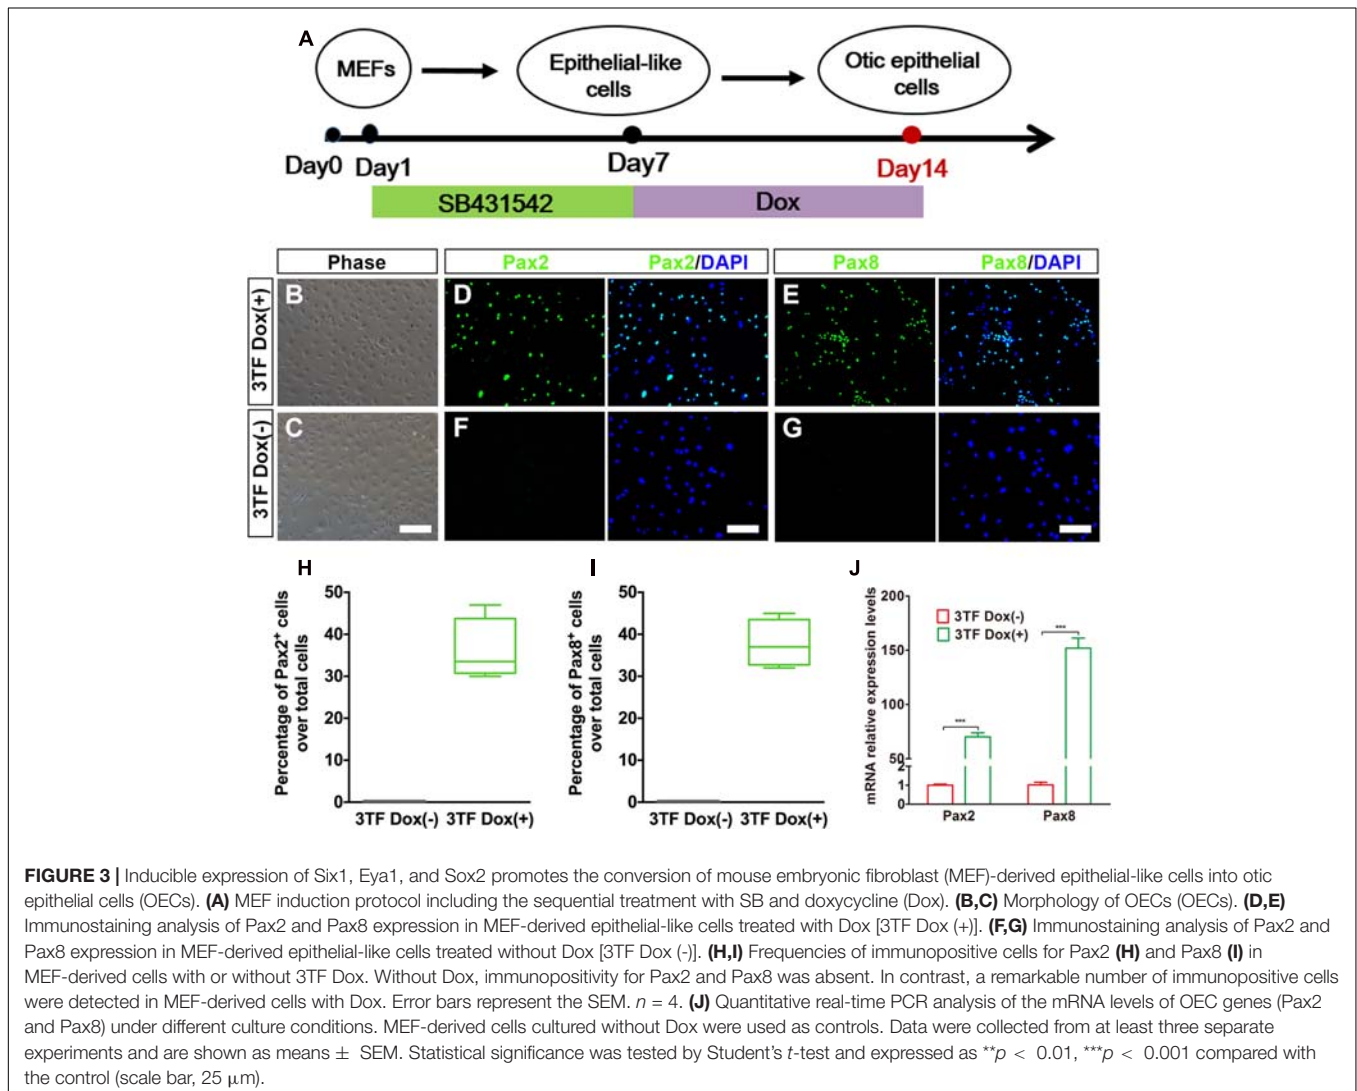 A
MEFs
Epithelial-like
cells
Otic epithelial
cells
Day0
Day1
Day7
Day14
SB431542
Dox
Phase
Pax2
Pax2/DAPI
Pax8
Pax8/DAPI
3TF Dox(+)
B
D
E
3TF Dox(-)
C
F
G
H
Percentage of Pax2⁺ cells
over total cells
50
40
30
20
10
0
3TF Dox(-) 3TF Dox(+)
I
Percentage of Pax8⁺ cells
over total cells
50
40
30
20
10
0
3TF Dox(-) 3TF Dox(+)
J
mRNA relative expression levels
200
150
100
50
2
1
0
3TF Dox(-)
3TF Dox(+)
***
***
Pax2
Pax8
FIGURE 3 | Inducible expression of Six1, Eya1, and Sox2 promotes the conversion of mouse embryonic fibroblast (MEF)-derived epithelial-like cells into otic
epithelial cells (OECs). (A) MEF induction protocol including the sequential treatment with SB and doxycycline (Dox). (B,C) Morphology of OECs (OECs). (D,E)
Immunostaining analysis of Pax2 and Pax8 expression in MEF-derived epithelial-like cells treated with Dox [3TF Dox (+)]. (F,G) Immunostaining analysis of Pax2 and
Pax8 expression in MEF-derived epithelial-like cells treated without Dox [3TF Dox (-)]. (H,I) Frequencies of immunopositive cells for Pax2 (H) and Pax8 (I) in
MEF-derived cells with or without 3TF Dox. Without Dox, immunopositivity for Pax2 and Pax8 was absent. In contrast, a remarkable number of immunopositive cells
were detected in MEF-derived cells with Dox. Error bars represent the SEM. n = 4. (J) Quantitative real-time PCR analysis of the mRNA levels of OEC genes (Pax2
and Pax8) under different culture conditions. MEF-derived cells cultured without Dox were used as controls. Data were collected from at least three separate
experiments and are shown as means ± SEM. Statistical significance was tested by Student's t-test and expressed as **p < 0.01, ***p < 0.001 compared with
the control (scale bar, 25 μm).